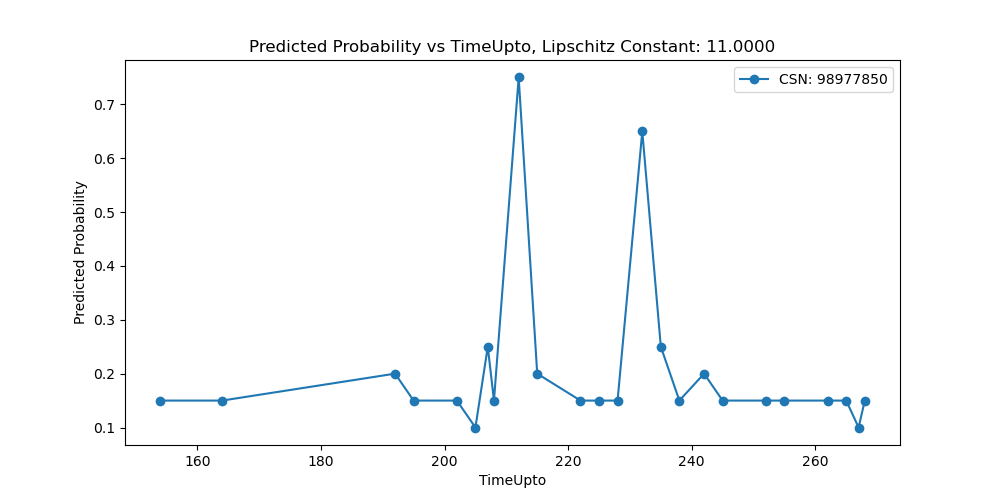 Predicted Probability vs TimeUpto, Lipschitz Constant: 11.0000
CSN: 98977850
Predicted Probability
0.7
0.6
0.5
0.4
0.3
0.2
0.1
160 180 200 220 240 260
TimeUpto